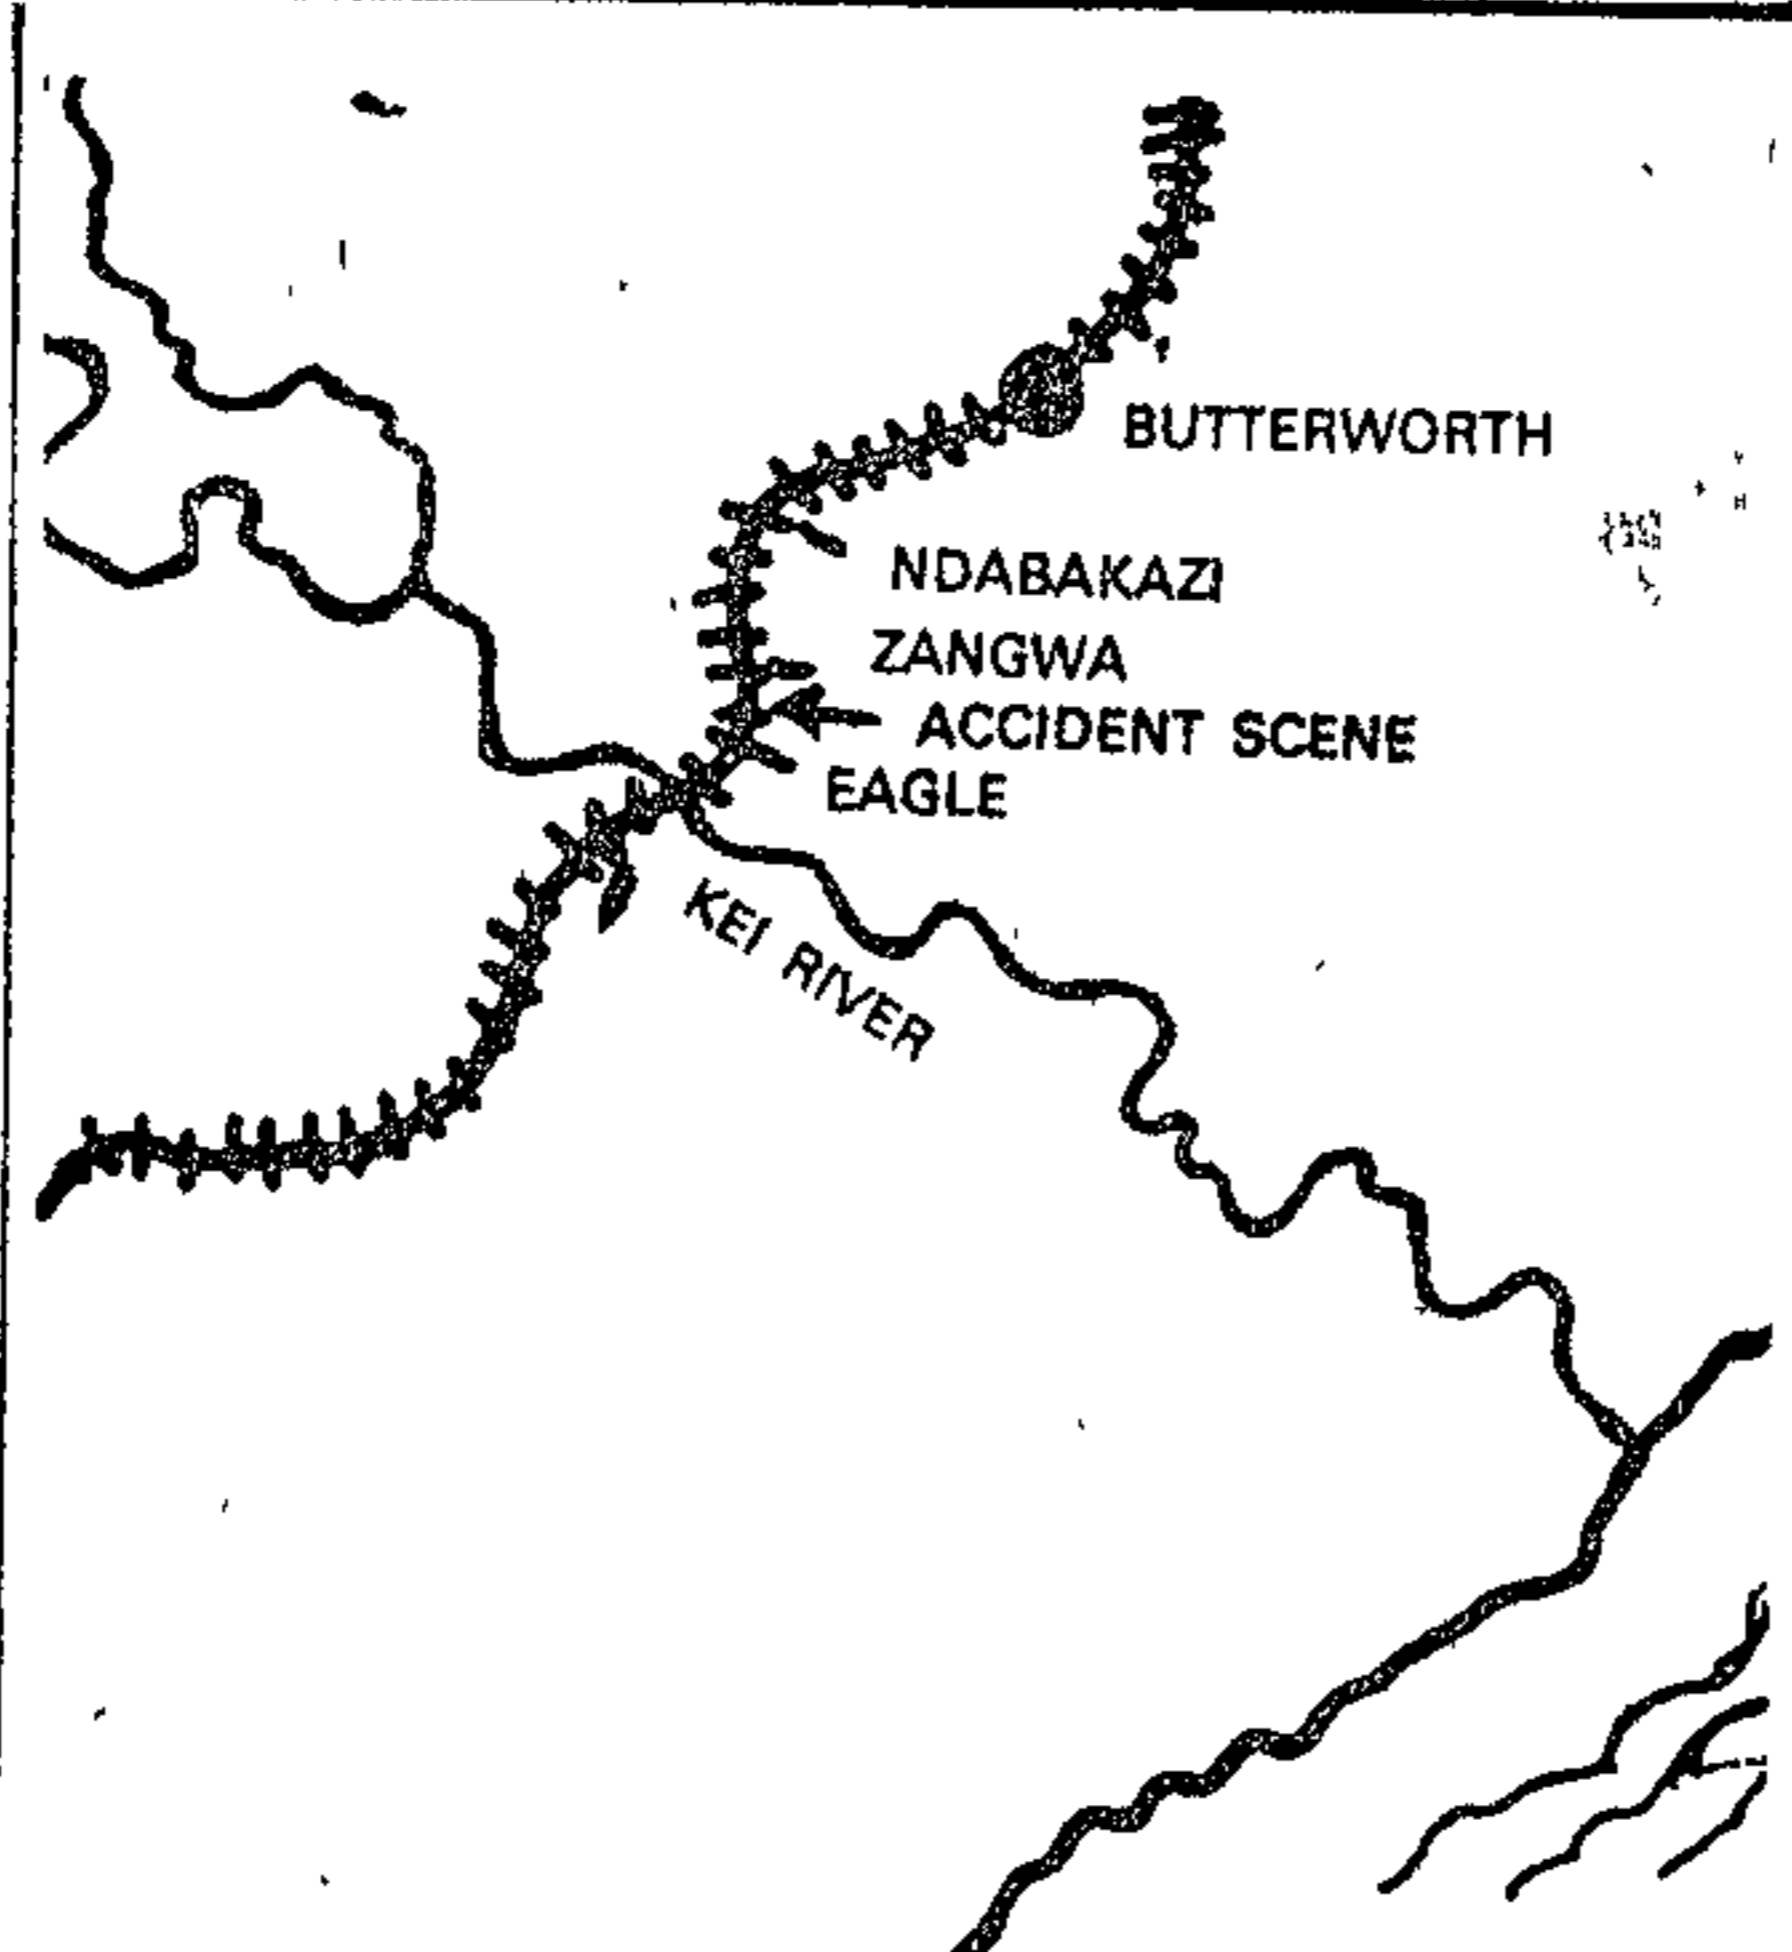 BUTTERWORTH
NDABAKAZI
ZANGWA
ACCIDENT SCENE
EAGLE
KEI RIVER